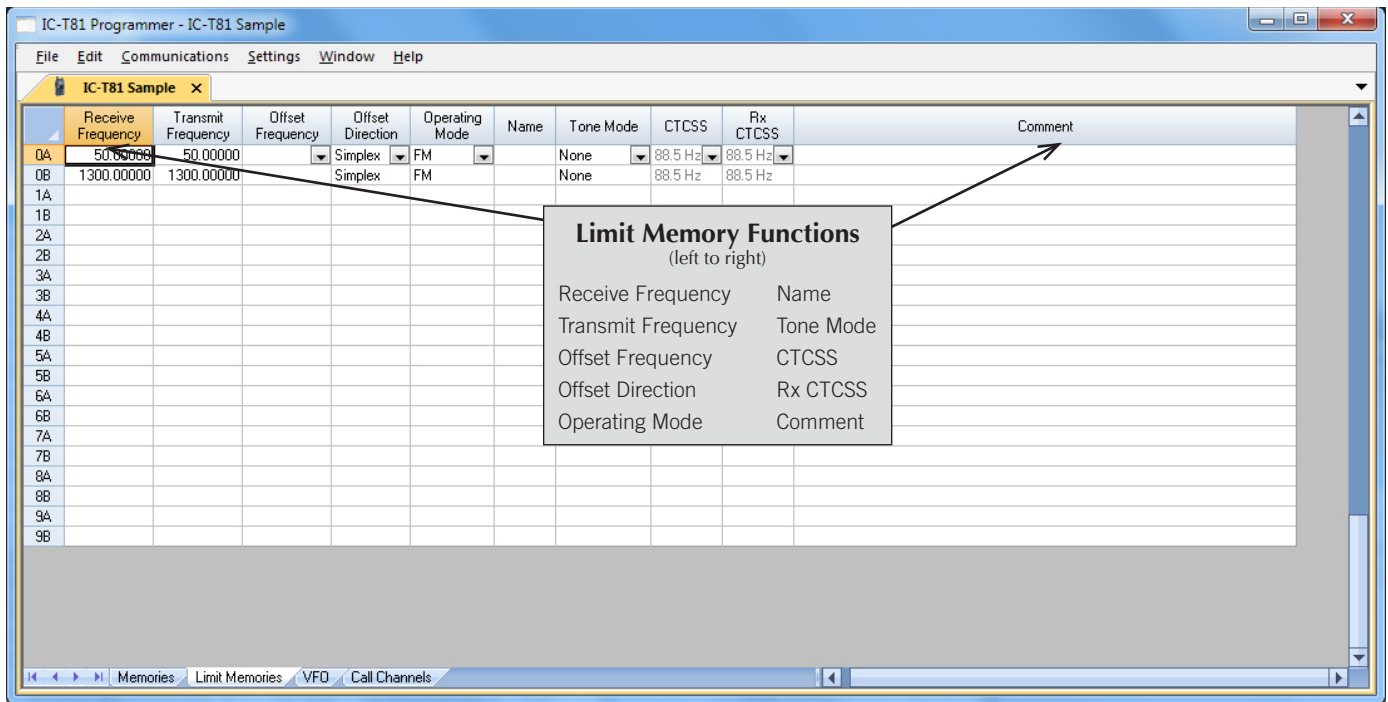 IC-T81 Programmer - IC-T81 Sample
File Edit Communications Settings Window Help
IC-T81 Sample X
Receive Frequency Transmit Frequency Offset Frequency Offset Direction Operating Mode Name Tone Mode CTCSS Rx CTCSS Comment
0A 50.00000 50.00000 Simplex FM None 88.5 Hz 88.5 Hz
0B 1300.00000 1300.00000 Simplex FM None 88.5 Hz 88.5 Hz
1A
1B
2A
2B
3A
3B
4A
4B
5A
5B
6A
6B
7A
7B
8A
8B
9A
9B
Limit Memory Functions
(left to right)
Receive Frequency Name
Transmit Frequency Tone Mode
Offset Frequency CTCSS
Offset Direction Rx CTCSS
Operating Mode Comment
Memories Limit Memories VFO Call Channels